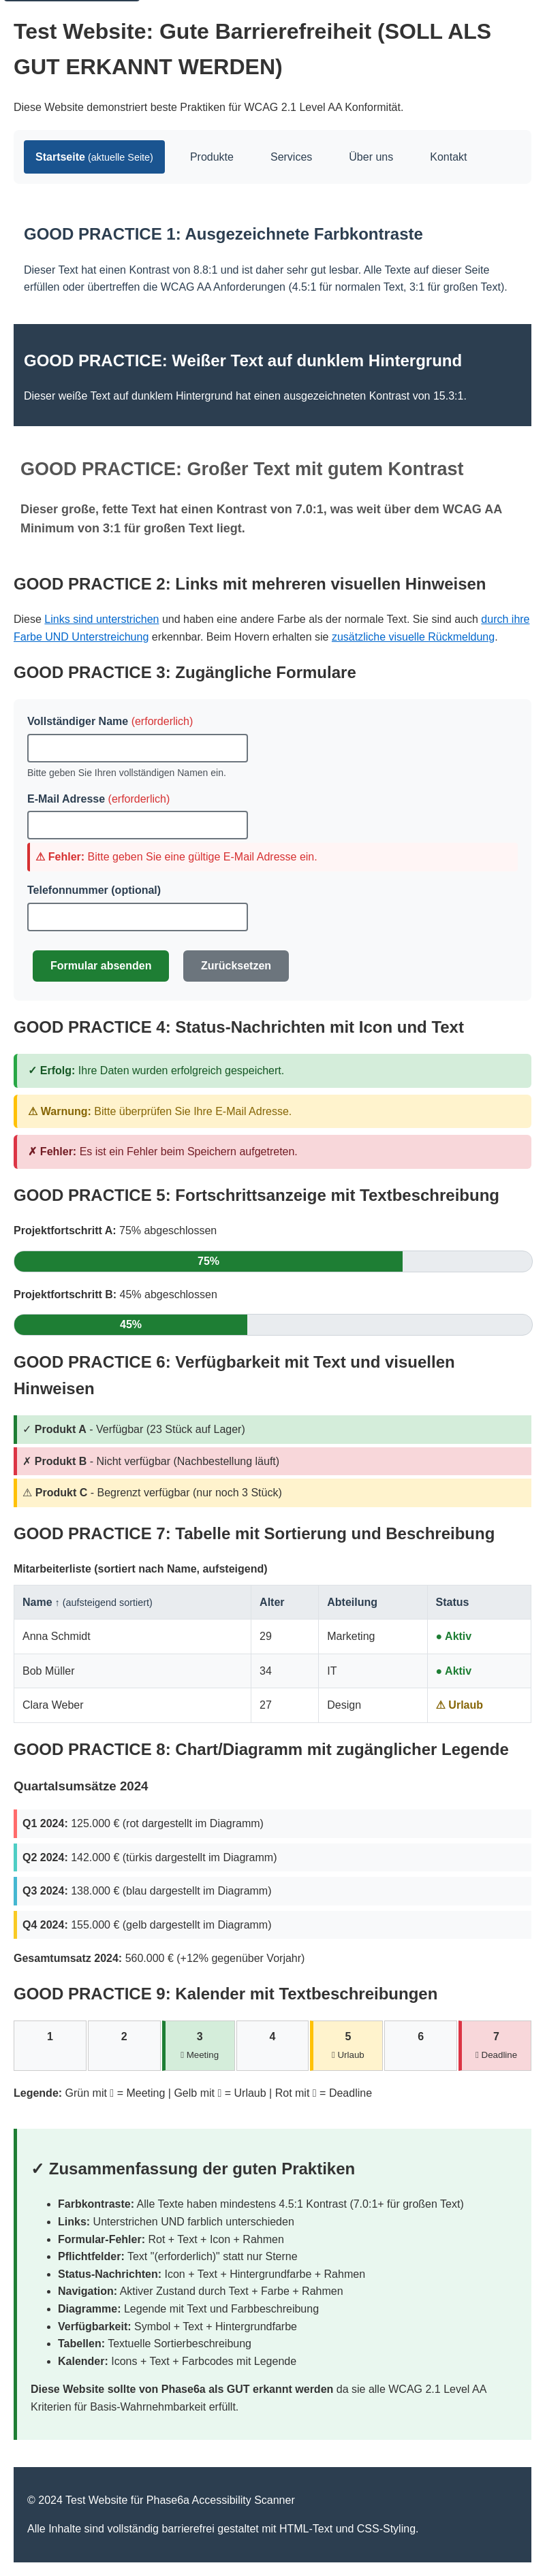 Test Website: Gute Barrierefreiheit (SOLL ALS
GUT ERKANNT WERDEN)
Diese Website demonstriert beste Praktiken für WCAG 2.1 Level AA Konformität.
Startseite (aktuelle Seite) Produkte Services Über uns Kontakt
GOOD PRACTICE 1: Ausgezeichnete Farbkontraste
Dieser Text hat einen Kontrast von 8.8:1 und ist daher sehr gut lesbar. Alle Texte auf dieser Seite
erfüllen oder übertreffen die WCAG AA Anforderungen (4.5:1 für normalen Text, 3:1 für großen Text).
GOOD PRACTICE: Weißer Text auf dunklem Hintergrund
Dieser weiße Text auf dunklem Hintergrund hat einen ausgezeichneten Kontrast von 15.3:1.
GOOD PRACTICE: Großer Text mit gutem Kontrast
Dieser große, fette Text hat einen Kontrast von 7.0:1, was weit über dem WCAG AA
Minimum von 3:1 für großen Text liegt.
GOOD PRACTICE 2: Links mit mehreren visuellen Hinweisen
Diese Links sind unterstrichen und haben eine andere Farbe als der normale Text. Sie sind auch durch ihre
Farbe UND Unterstreichung erkennbar. Beim Hovern erhalten sie zusätzliche visuelle Rückmeldung.
GOOD PRACTICE 3: Zugängliche Formulare
Vollständiger Name (erforderlich)
Bitte geben Sie Ihren vollständigen Namen ein.
E-Mail Adresse (erforderlich)
⚠ Fehler: Bitte geben Sie eine gültige E-Mail Adresse ein.
Telefonnummer (optional)
Formular absenden Zurücksetzen
GOOD PRACTICE 4: Status-Nachrichten mit Icon und Text
✓ Erfolg: Ihre Daten wurden erfolgreich gespeichert.
⚠ Warnung: Bitte überprüfen Sie Ihre E-Mail Adresse.
✗ Fehler: Es ist ein Fehler beim Speichern aufgetreten.
GOOD PRACTICE 5: Fortschrittsanzeige mit Textbeschreibung
Projektfortschritt A: 75% abgeschlossen
75%
Projektfortschritt B: 45% abgeschlossen
45%
GOOD PRACTICE 6: Verfügbarkeit mit Text und visuellen
Hinweisen
✓ Produkt A - Verfügbar (23 Stück auf Lager)
✗ Produkt B - Nicht verfügbar (Nachbestellung läuft)
⚠ Produkt C - Begrenzt verfügbar (nur noch 3 Stück)
GOOD PRACTICE 7: Tabelle mit Sortierung und Beschreibung
Mitarbeiterliste (sortiert nach Name, aufsteigend)
Name ↑ (aufsteigend sortiert) Alter Abteilung Status
Anna Schmidt 29 Marketing ● Aktiv
Bob Müller 34 IT ● Aktiv
Clara Weber 27 Design ⚠ Urlaub
GOOD PRACTICE 8: Chart/Diagramm mit zugänglicher Legende
Quartalsumsätze 2024
Q1 2024: 125.000 € (rot dargestellt im Diagramm)
Q2 2024: 142.000 € (türkis dargestellt im Diagramm)
Q3 2024: 138.000 € (blau dargestellt im Diagramm)
Q4 2024: 155.000 € (gelb dargestellt im Diagramm)
Gesamtumsatz 2024: 560.000 € (+12% gegenüber Vorjahr)
GOOD PRACTICE 9: Kalender mit Textbeschreibungen
1 2 3 4 5 6 7
Meeting Urlaub Deadline
Legende: Grün mit = Meeting | Gelb mit = Urlaub | Rot mit = Deadline
✓ Zusammenfassung der guten Praktiken
• Farbkontraste: Alle Texte haben mindestens 4.5:1 Kontrast (7.0:1+ für großen Text)
• Links: Unterstrichen UND farblich unterschieden
• Formular-Fehler: Rot + Text + Icon + Rahmen
• Pflichtfelder: Text "(erforderlich)" statt nur Sterne
• Status-Nachrichten: Icon + Text + Hintergrundfarbe + Rahmen
• Navigation: Aktiver Zustand durch Text + Farbe + Rahmen
• Diagramme: Legende mit Text und Farbbeschreibung
• Verfügbarkeit: Symbol + Text + Hintergrundfarbe
• Tabellen: Textuelle Sortierbeschreibung
• Kalender: Icons + Text + Farbcodes mit Legende
Diese Website sollte von Phase6a als GUT erkannt werden da sie alle WCAG 2.1 Level AA
Kriterien für Basis-Wahrnehmbarkeit erfüllt.
© 2024 Test Website für Phase6a Accessibility Scanner
Alle Inhalte sind vollständig barrierefrei gestaltet mit HTML-Text und CSS-Styling.